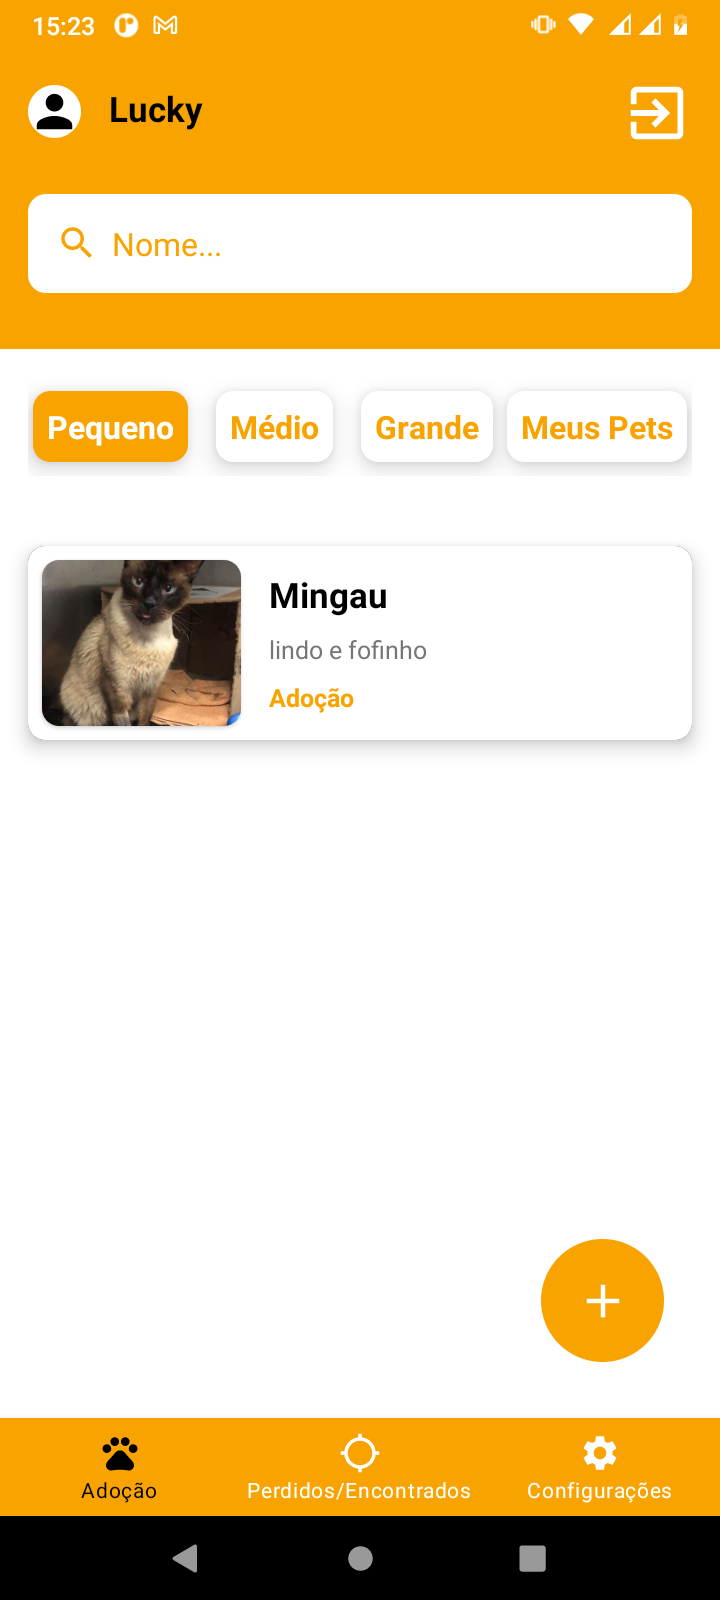 15:23
Lucky
Nome...
Pequeno Médio Grande Meus Pets
Mingau
lindo e fofinho
Adoção
Adoção Perdidos/Encontrados Configurações